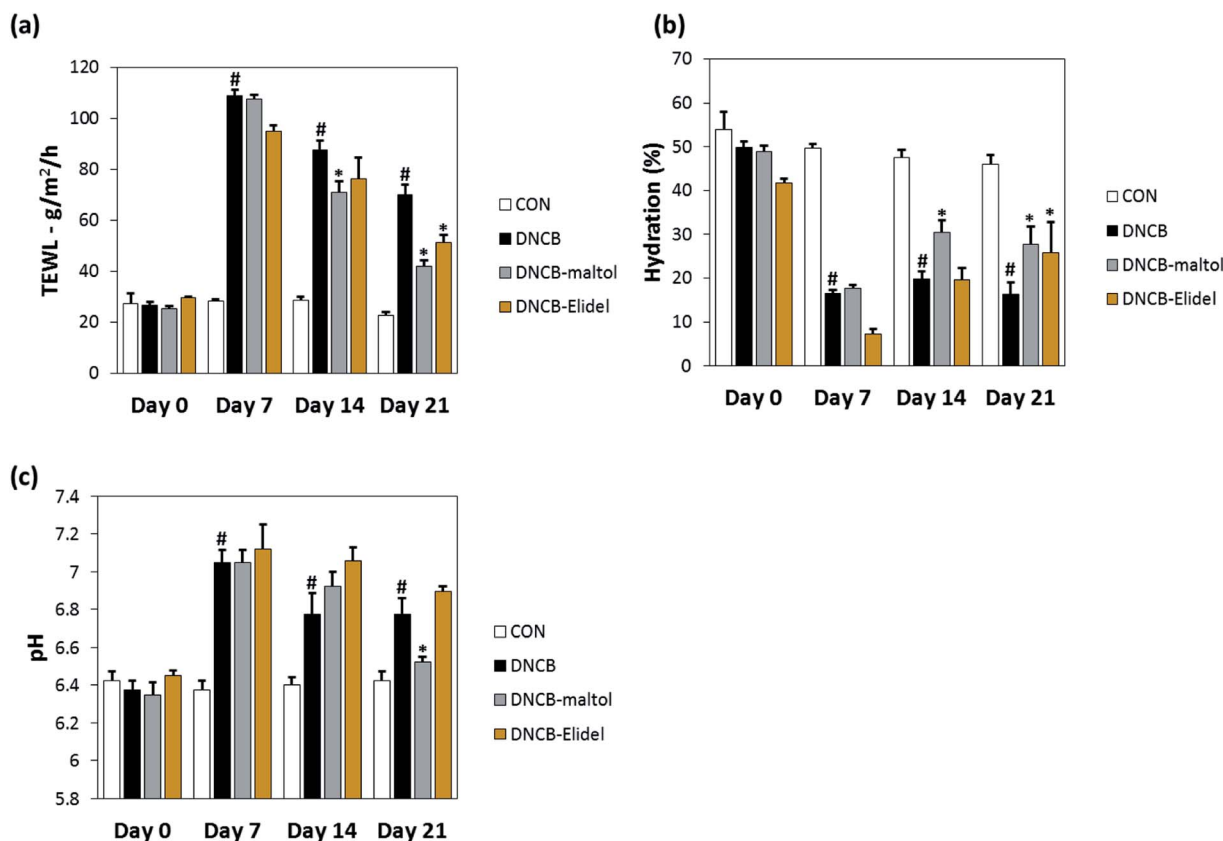 (a)
120
100
80
60
40
20
0
TEWL - g/m²/h
# # #
* * *
Day 0 Day 7 Day 14 Day 21
CON
DNCB
DNCB-maltol
DNCB-Elidel
(b)
70
60
50
40
30
20
10
0
Hydration (%)
# # #
* * *
Day 0 Day 7 Day 14 Day 21
CON
DNCB
DNCB-maltol
DNCB-Elidel
(c)
7.4
7.2
7
6.8
6.6
6.4
6.2
6
5.8
pH
# # #
*
Day 0 Day 7 Day 14 Day 21
CON
DNCB
DNCB-maltol
DNCB-Elidel